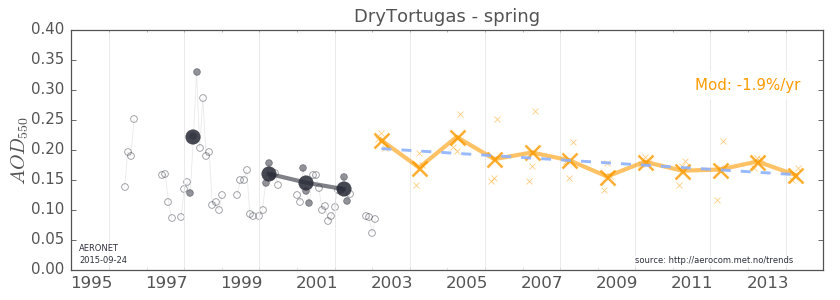 DryTortugas - spring
0.40
0.35
0.30
0.25
0.20
0.15
0.10
0.05
0.00
AOD550
Mod: -1.9%/yr
AERONET
2015-09-24
source: http://aerocom.met.no/trends
1995 1997 1999 2001 2003 2005 2007 2009 2011 2013